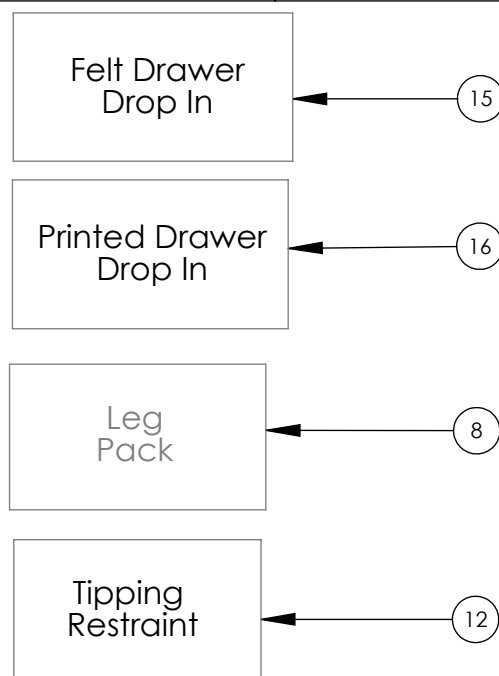 Felt Drawer
Drop In
15
Printed Drawer
Drop In
16
Leg
Pack
8
Tipping
Restraint
12